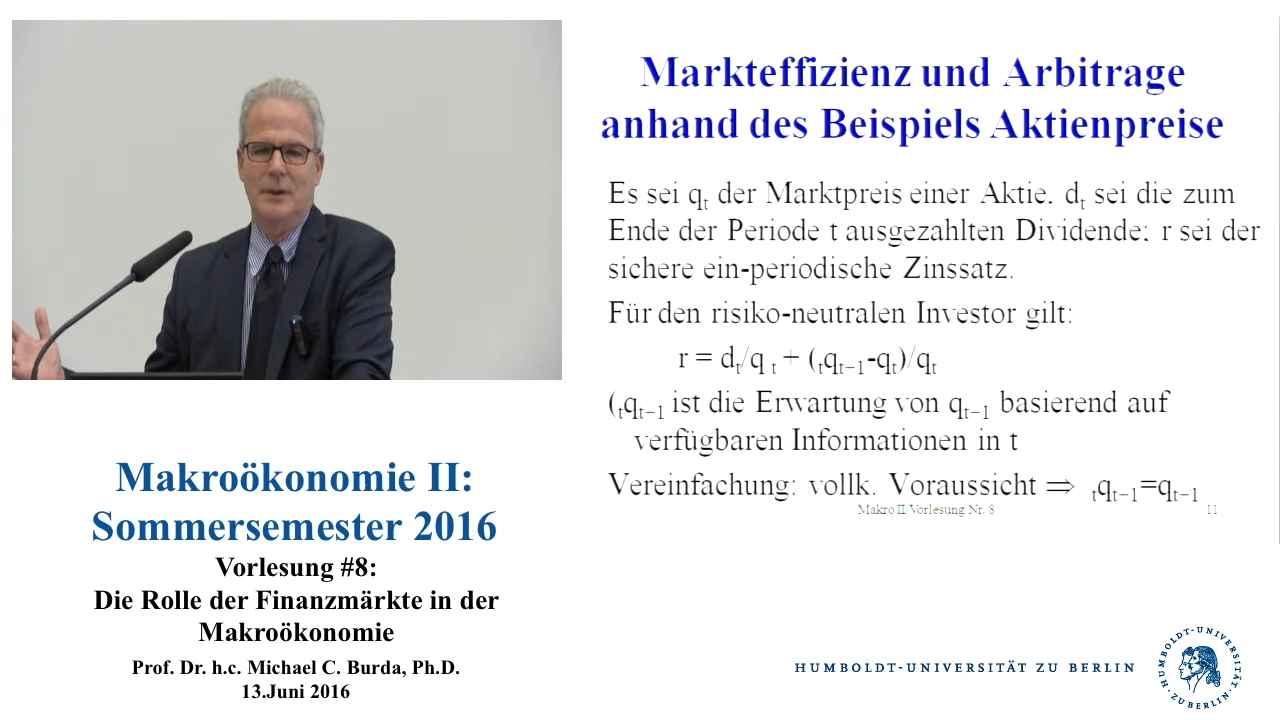 Markteffizienz und Arbitrage
anhand des Beispiels Aktienpreise
Es sei qₜ der Marktpreis einer Aktie. dₜ sei die zum
Ende der Periode t ausgezahlten Dividende; r sei der
sichere ein-periodische Zinssatz.
Für den risiko-neutralen Investor gilt:
r = dₜ/q ₜ + (ₜqₜ₋₁-qₜ)/qₜ
(ₜqₜ₋₁ ist die Erwartung von qₜ₋₁ basierend auf
verfügbaren Informationen in t
Vereinfachung: vollk. Voraussicht ⇒ ₜqₜ₋₁=qₜ₋₁
Makro II/Vorlesung Nr. 8 11
Makroökonomie II:
Sommersemester 2016
Vorlesung #8:
Die Rolle der Finanzmärkte in der
Makroökonomie
Prof. Dr. h.c. Michael C. Burda, Ph.D.
13.Juni 2016
HUMBOLDT-UNIVERSITÄT ZU BERLIN
HUMBOLDT-UNIVERSITÄT ZU BERLIN